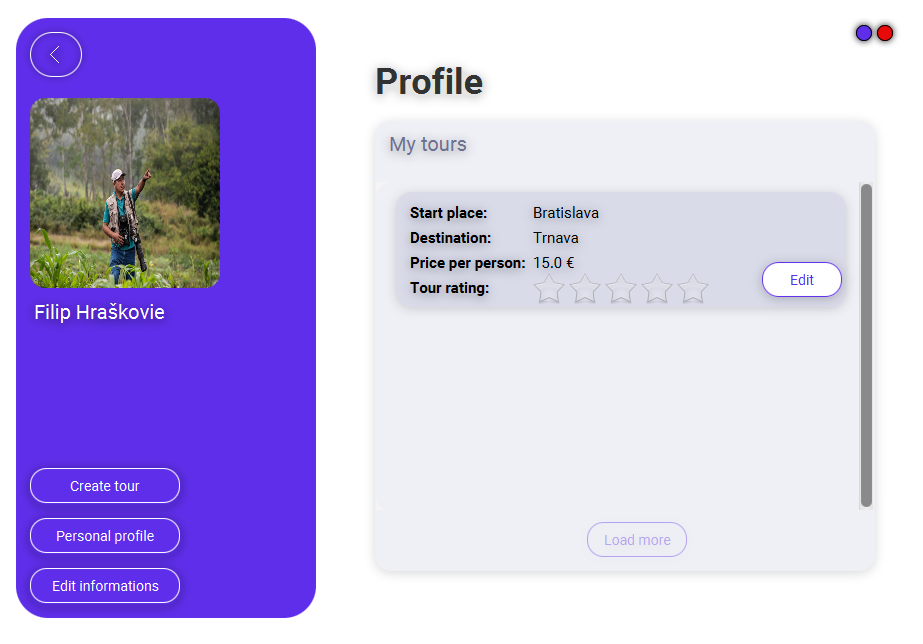 Filip Hraškovie
Create tour
Personal profile
Edit informations
Profile
My tours
Start place: Bratislava
Destination: Trnava
Price per person: 15.0 €
Tour rating:
Edit
Load more